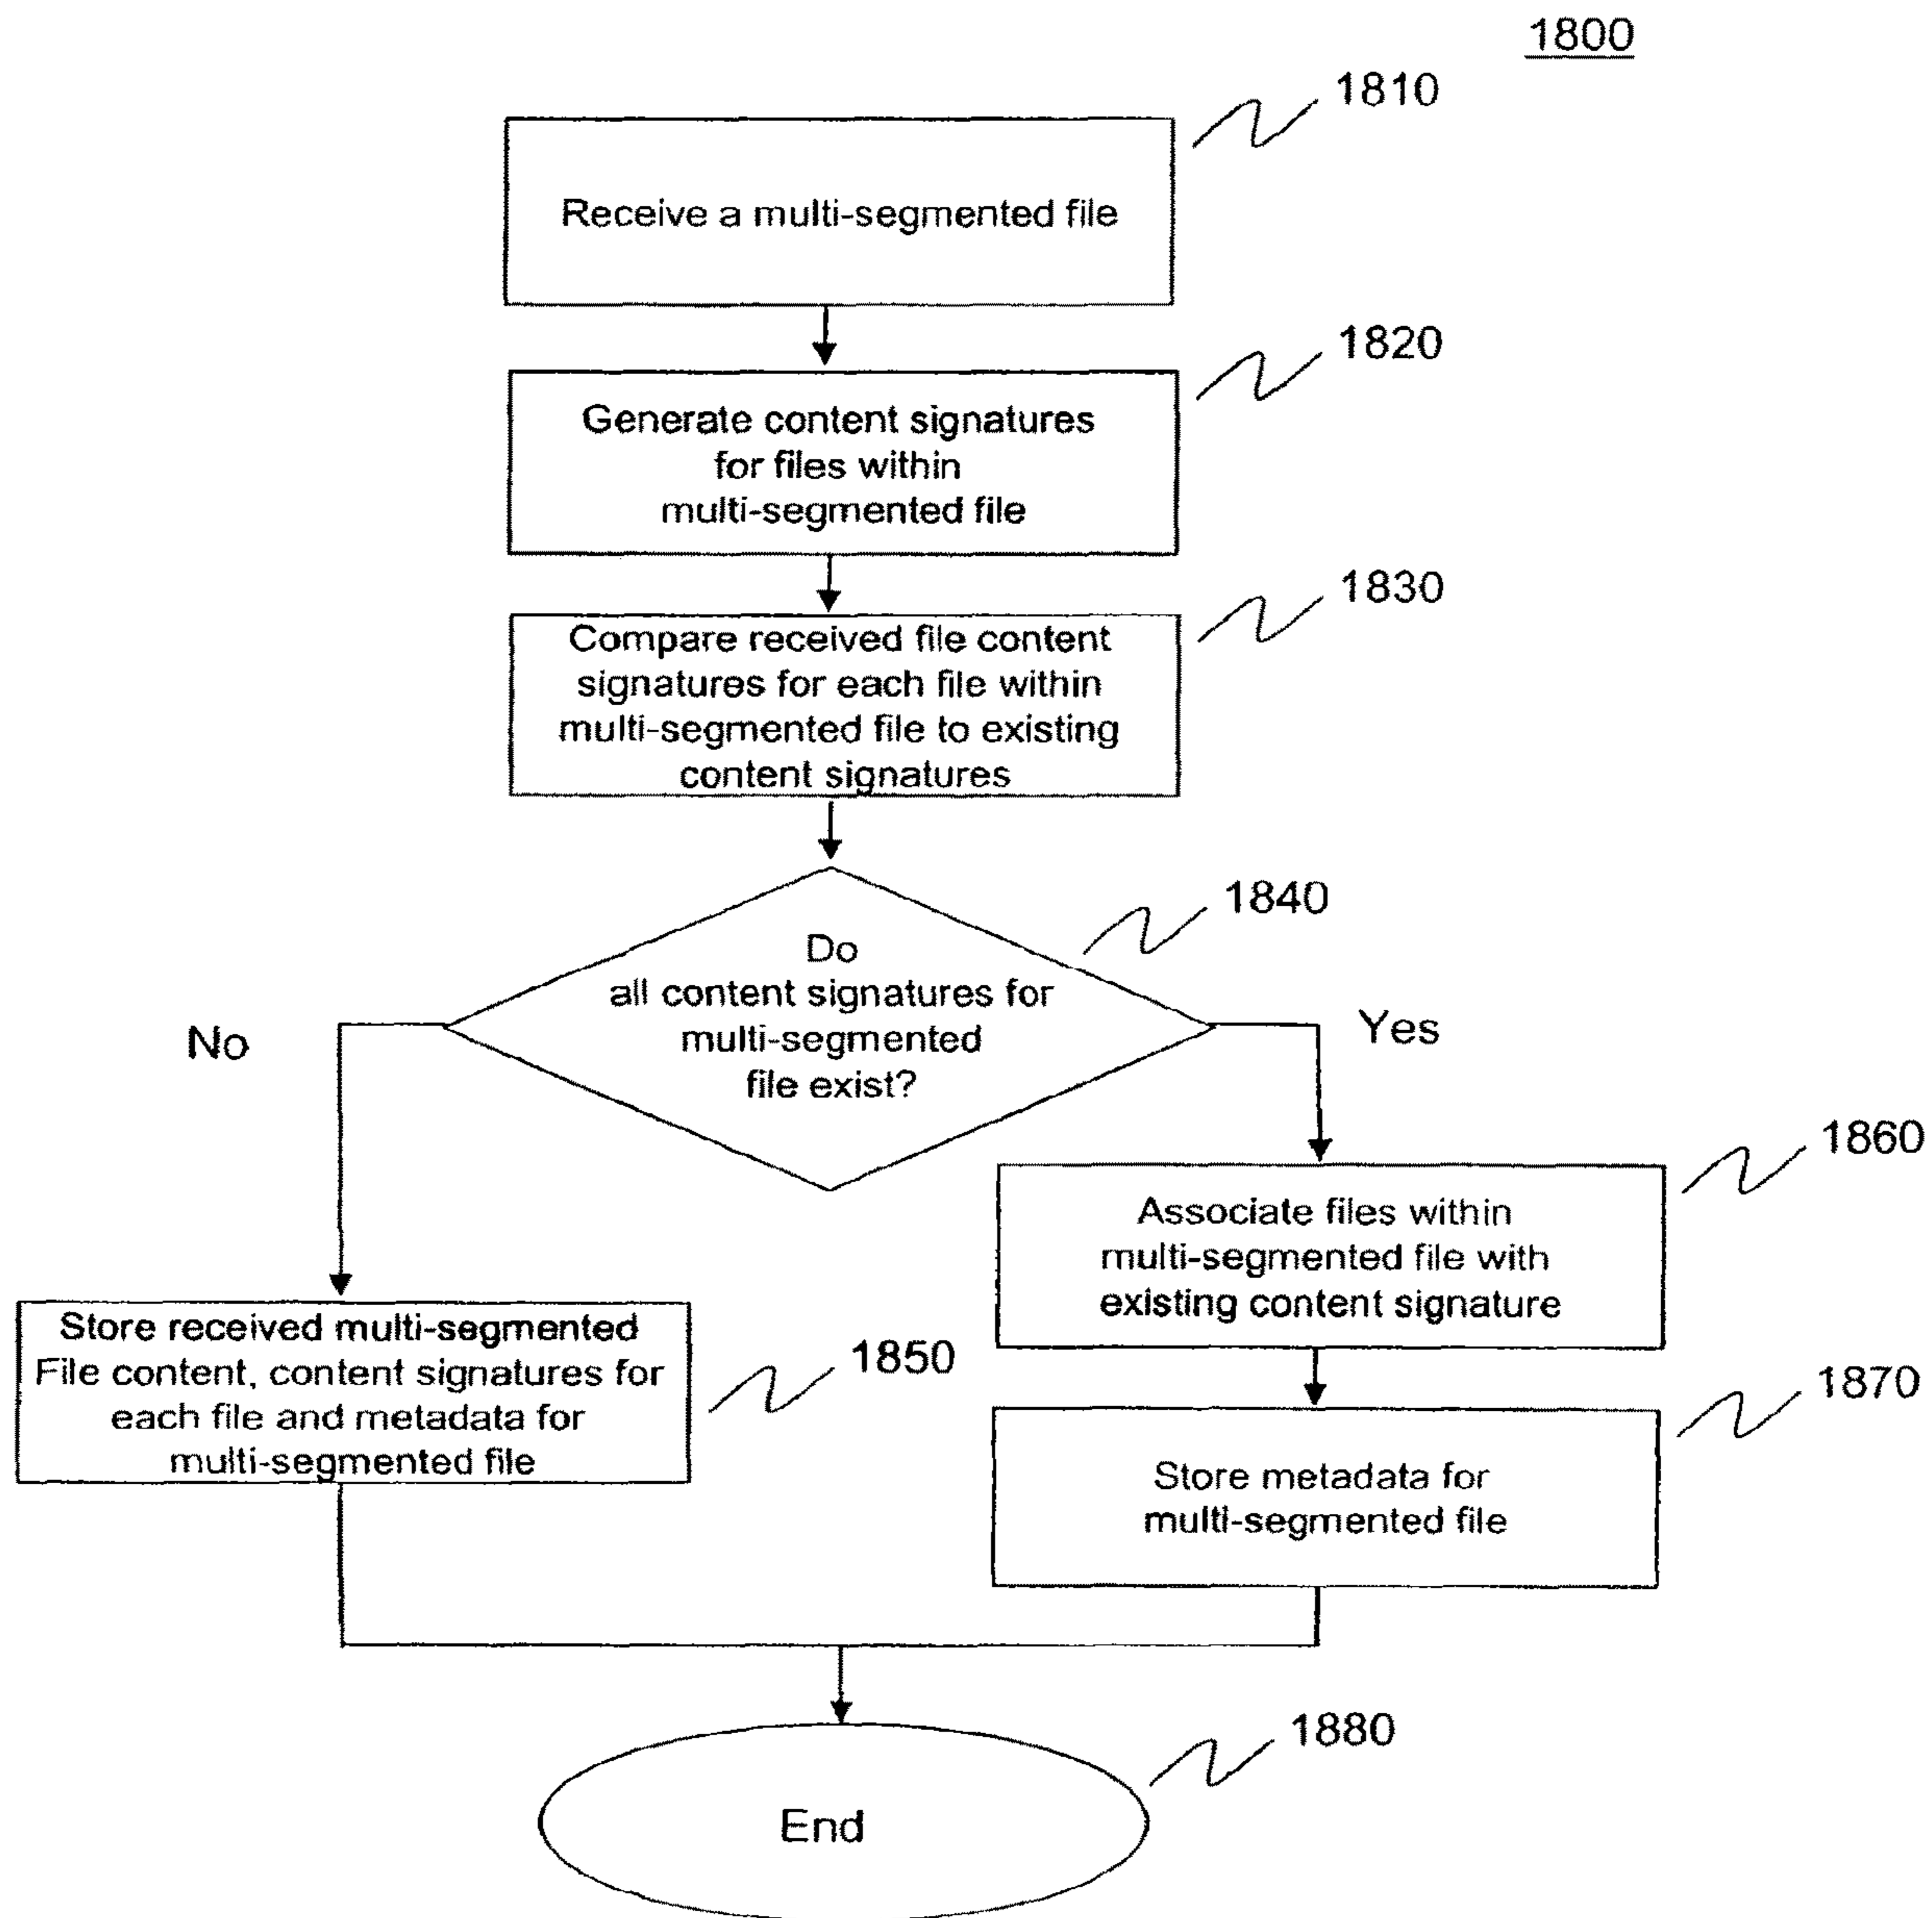 1800
1810
Receive a multi-segmented file
1820
Generate content signatures
for files within
multi-segmented file
1830
Compare received file content
signatures for each file within
multi-segmented file to existing
content signatures
1840
Do
all content signatures for
multi-segmented
file exist?
No
Yes
1860
Associate files within
multi-segmented file with
existing content signature
Store received multi-segmented
File content, content signatures for
each file and metadata for
multi-segmented file
1850
1870
Store metadata for
multi-segmented file
1880
End